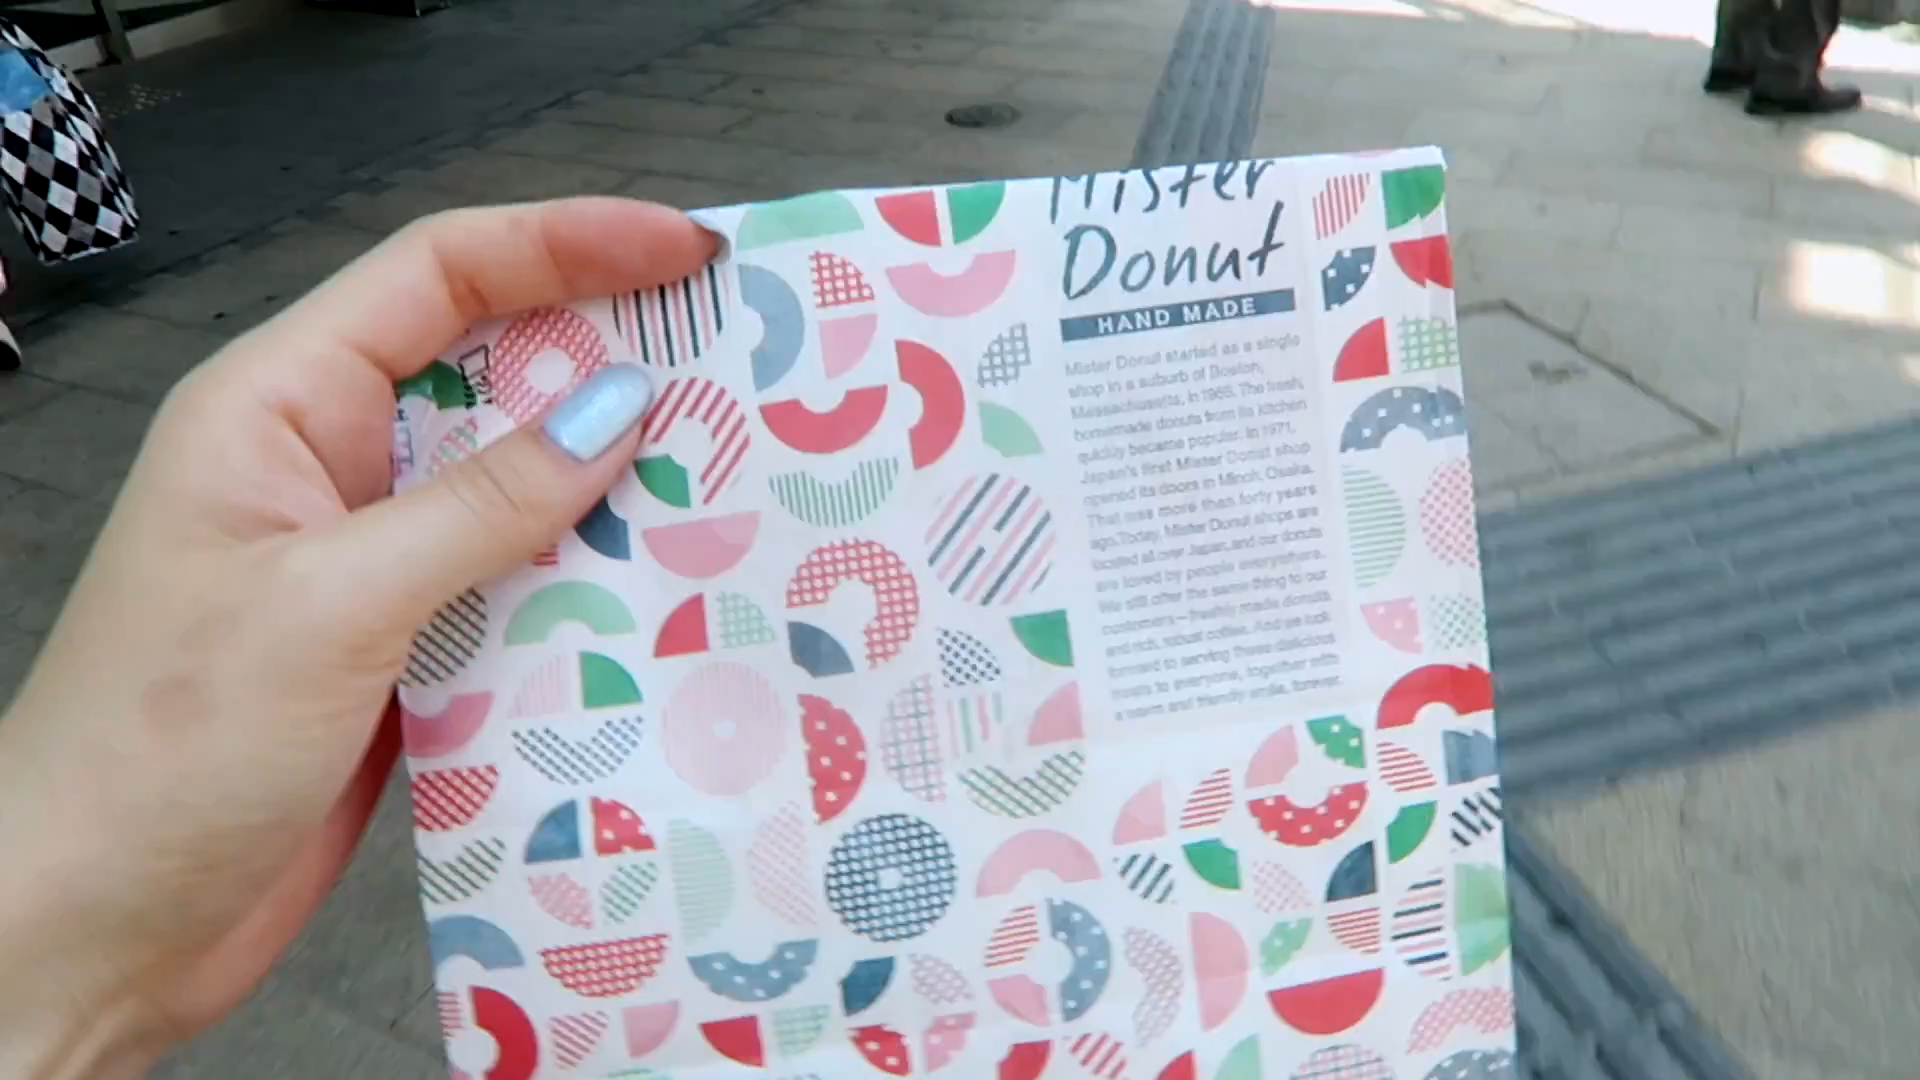 Mister
Donut
HAND MADE
Mister Donut started as a single
shop in a suburb of Boston,
Massachusetts, in 1955. The fresh,
homemade donuts from its kitchen
quickly became popular. In 1971,
Japan's first Mister Donut shop
opened its doors in Minoh, Osaka.
That was more than forty years
ago. Today, Mister Donut shops are
located all over Japan, and our donuts
are loved by people everywhere.
We still offer the same thing to our
customers—freshly made donuts
and rich, robust coffee. And we look
forward to serving these delicious
treats to everyone, together with
a warm and friendly smile, forever.